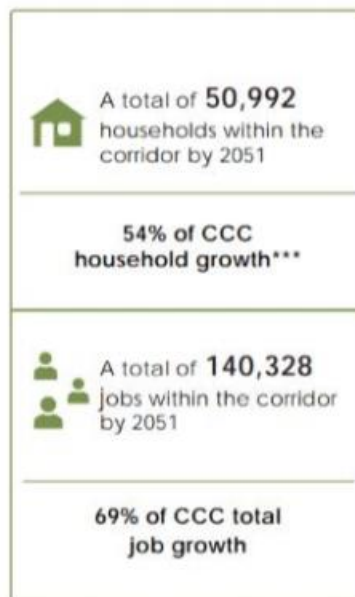 A total of 50,992
households within the
corridor by 2051
54% of CCC
household growth***
A total of 140,328
jobs within the corridor
by 2051
69% of CCC total
job growth